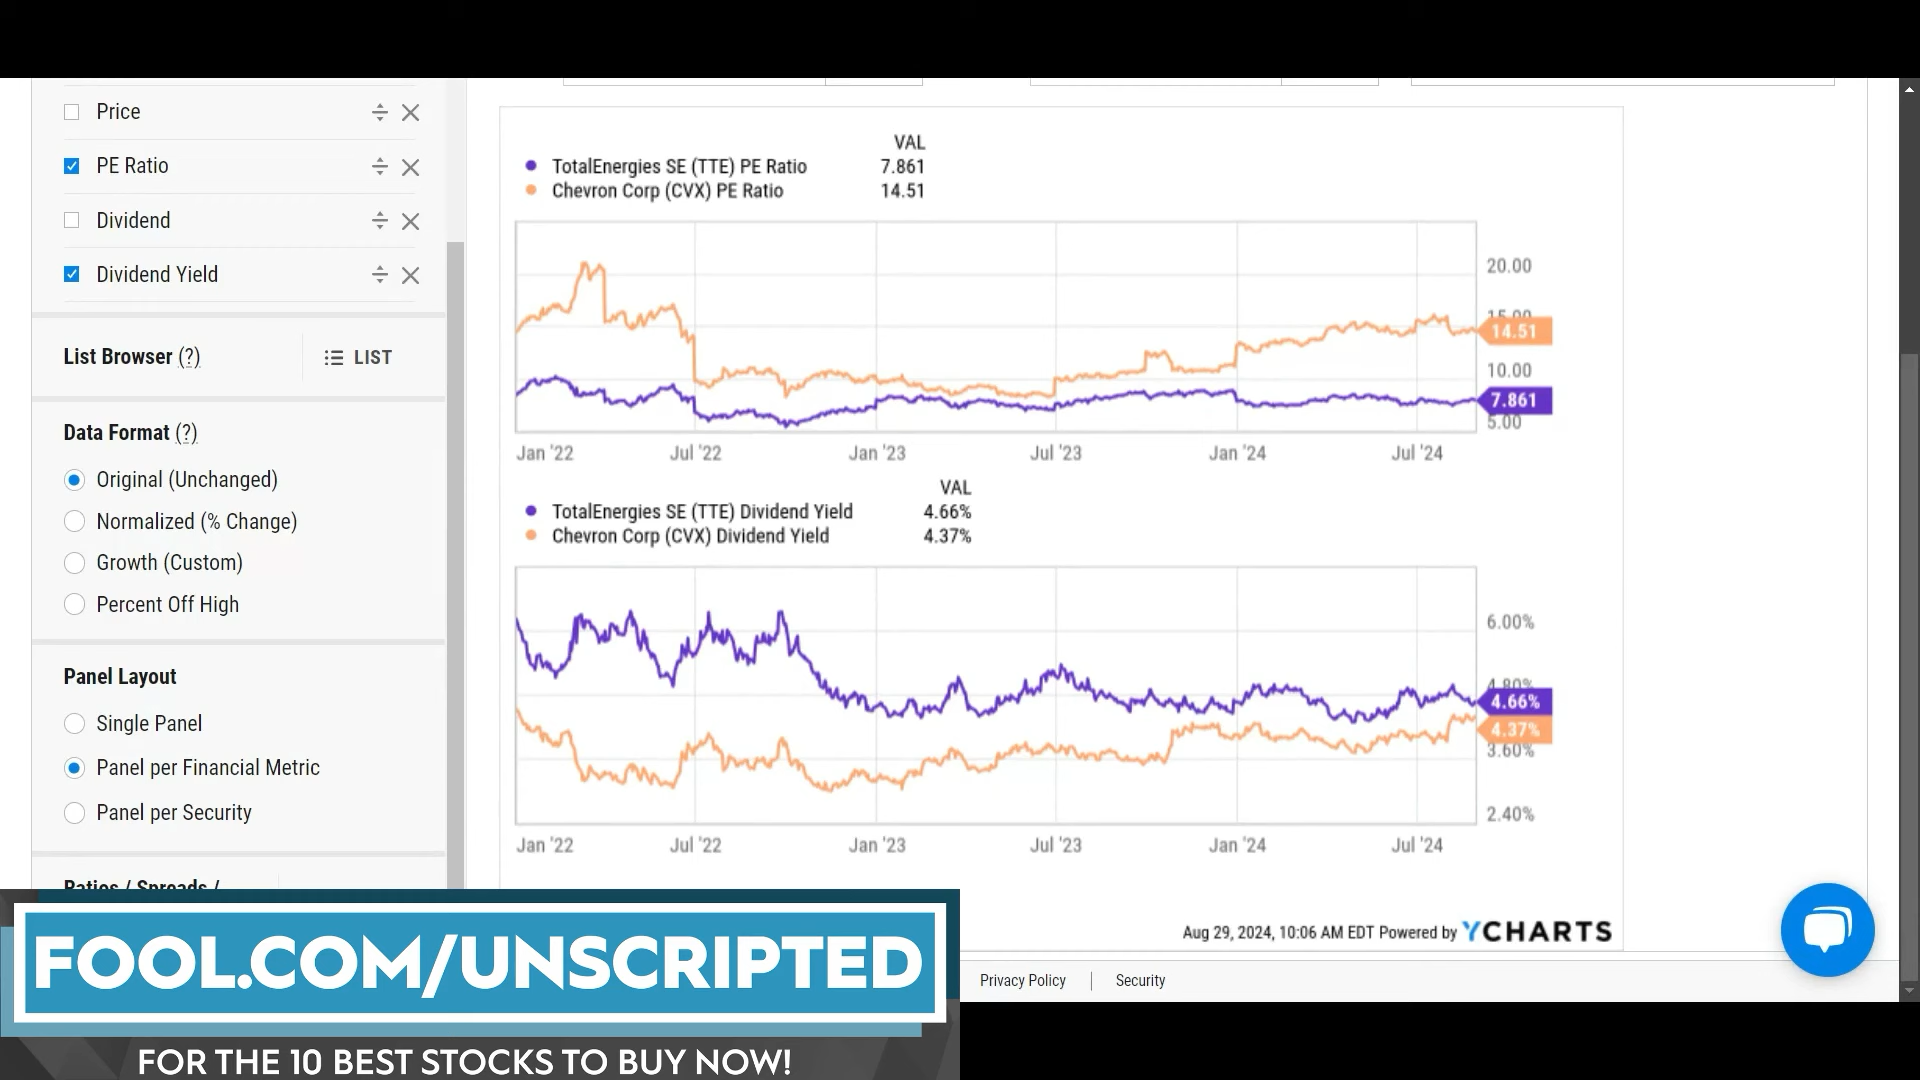 Price
PE Ratio
Dividend
Dividend Yield
List Browser (?)
LIST
Data Format (?)
Original (Unchanged)
Normalized (% Change)
Growth (Custom)
Percent Off High
Panel Layout
Single Panel
Panel per Financial Metric
Panel per Security
Ratios / Spreads /
VAL
TotalEnergies SE (TTE) PE Ratio 7.861
Chevron Corp (CVX) PE Ratio 14.51
20.00
15.00
14.51
10.00
7.861
5.00
Jan '22 Jul '22 Jan '23 Jul '23 Jan '24 Jul '24
VAL
TotalEnergies SE (TTE) Dividend Yield 4.66%
Chevron Corp (CVX) Dividend Yield 4.37%
6.00%
4.80%
4.66%
4.37%
3.60%
2.40%
Jan '22 Jul '22 Jan '23 Jul '23 Jan '24 Jul '24
Aug 29, 2024, 10:06 AM EDT Powered by YCHARTS
Privacy Policy | Security
FOOL.COM/UNSCRIPTED
FOR THE 10 BEST STOCKS TO BUY NOW!